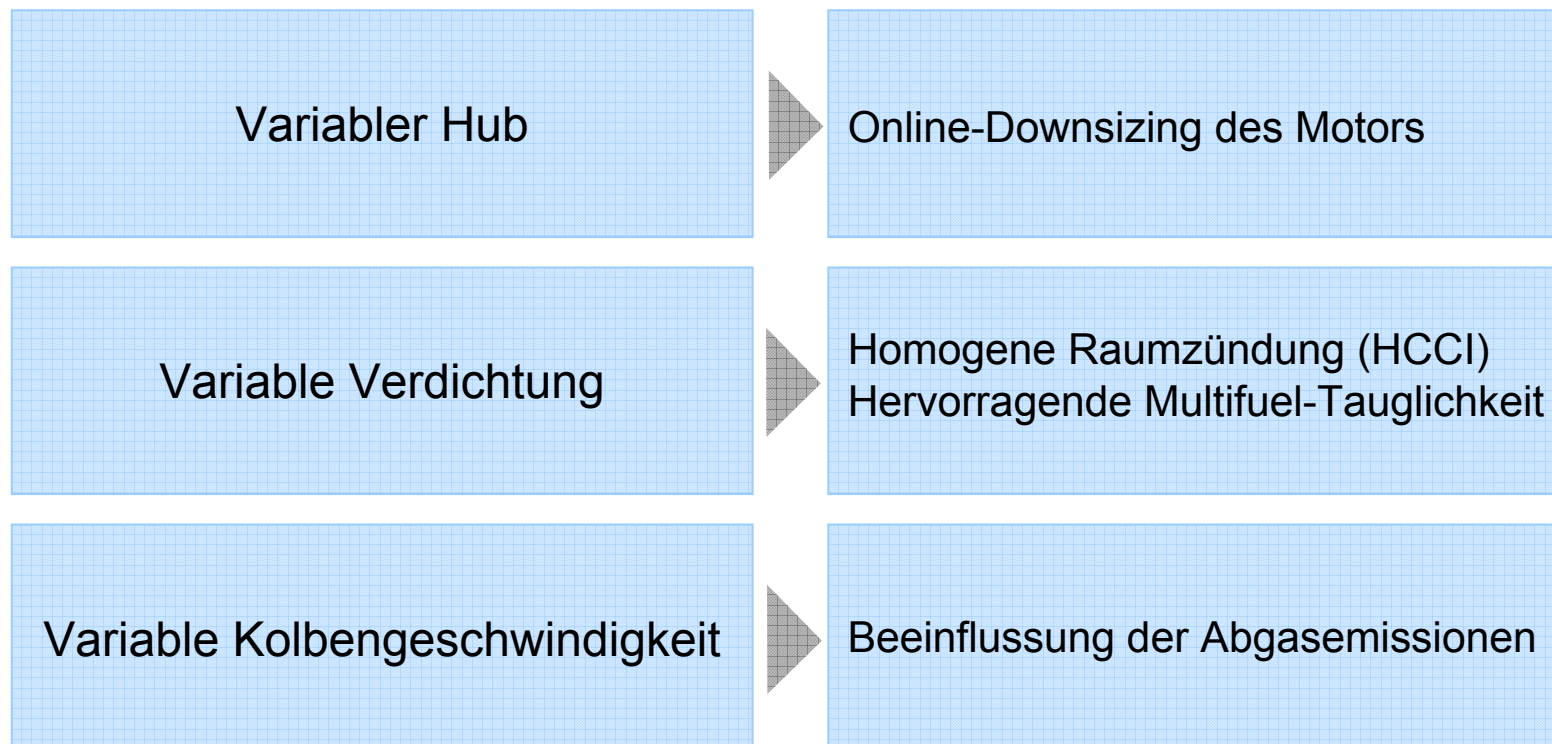 Variabler Hub
Online-Downsizing des Motors
Variable Verdichtung
Homogene Raumzündung (HCCI)
Hervorragende Multifuel-Tauglichkeit
Variable Kolbengeschwindigkeit
Beeinflussung der Abgasemissionen